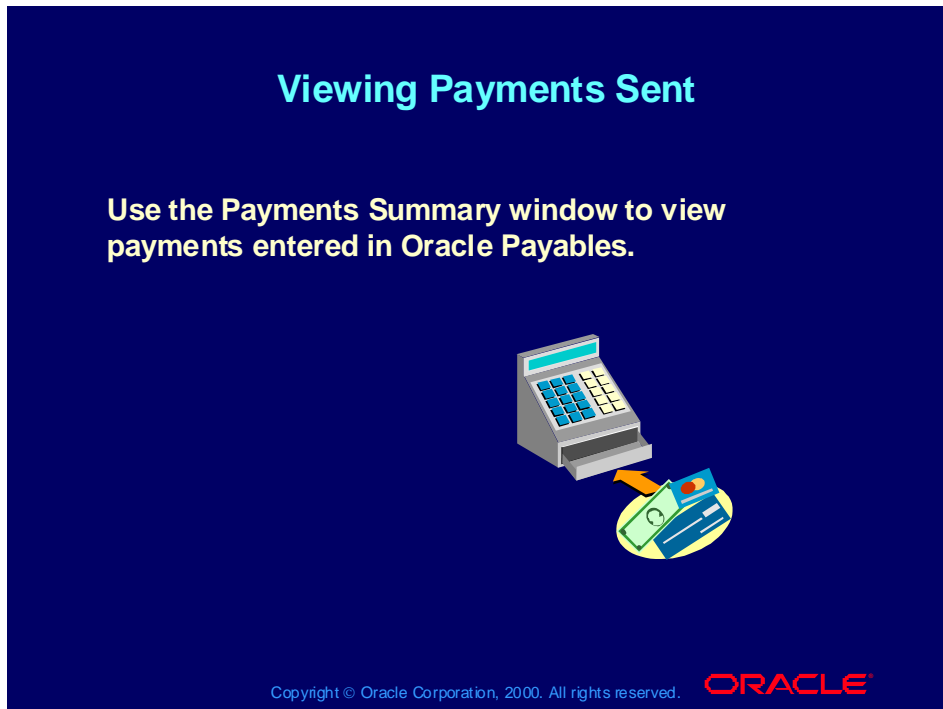 Viewing Payments Sent
Use the Payments Summary window to view
payments entered in Oracle Payables.
Copyright © Oracle Corporation, 2000. All rights reserved.
ORACLE®